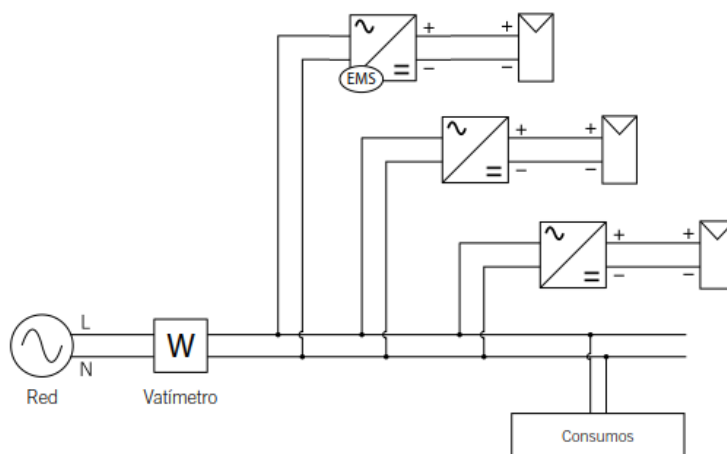 + +
EMS
− −
+ +
− −
+ +
− −
L
W
N
Red
Vatímetro
Consumos